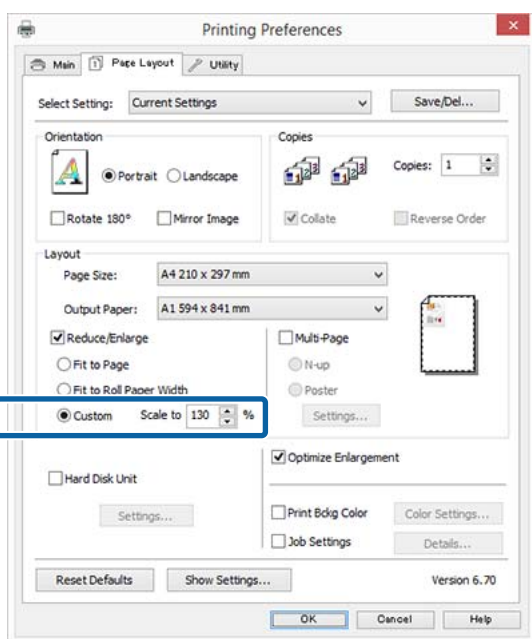 Printing Preferences
Main
Page Layout
Utility
Select Setting: Current Settings Save/Del...
Orientation
Portrait Landscape
Rotate 180° Mirror Image
Copies
Copies: 1
Collate Reverse Order
Layout
Page Size: A4 210 x 297 mm
Output Paper: A1 594 x 841 mm
Reduce/Enlarge
Fit to Page
Fit to Roll Paper Width
Custom Scale to 130 %
Multi-Page
N-up
Poster
Settings...
Optimize Enlargement
Hard Disk Unit
Settings...
Print Bckg Color Color Settings...
Job Settings Details...
Reset Defaults Show Settings... Version 6.70
OK Cancel Help